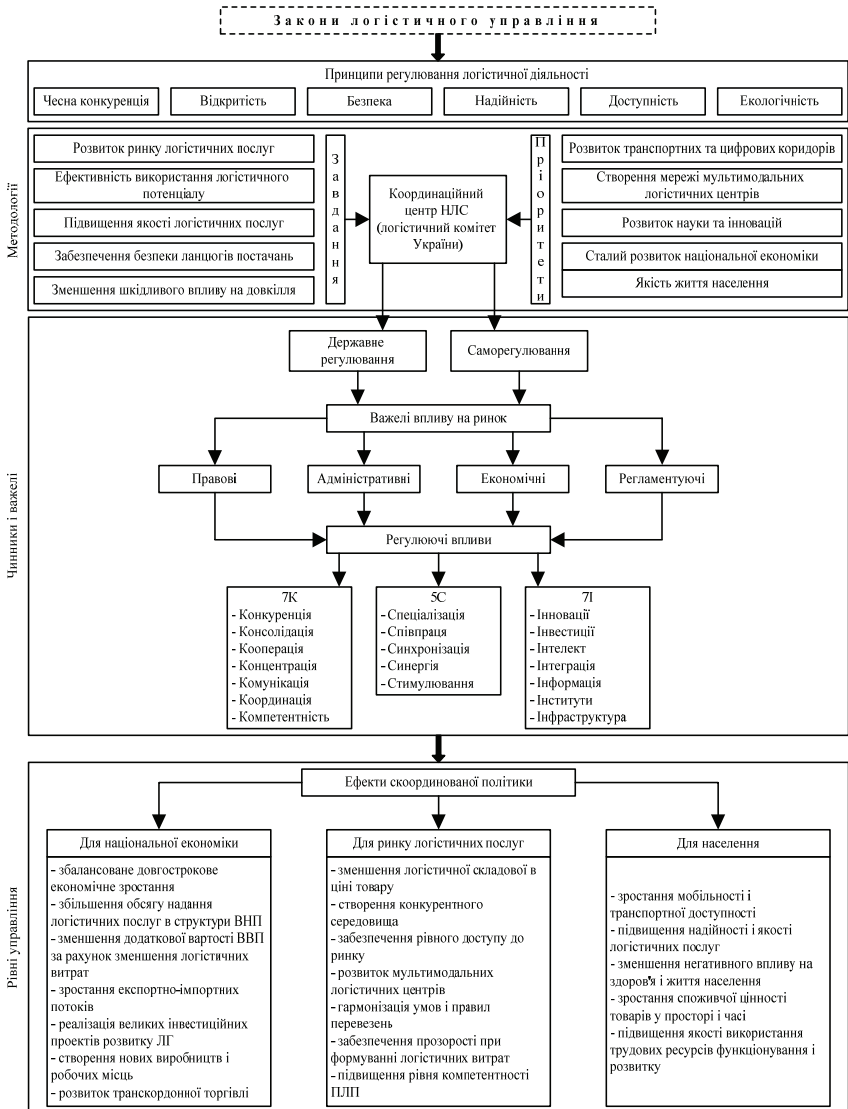 Закони логістичного управління
Принципи регулювання логістичної діяльності
Чесна конкуренція
Відкритість
Безпека
Надійність
Доступність
Екологічність
Методології
Розвиток ринку логістичних послуг
Ефективність використання логістичного
потенціалу
Підвищення якості логістичних послуг
Забезпечення безпеки ланцюгів постачань
Зменшення шкідливого впливу на довкілля
Завдання
Координаційний
центр НЛС
(логістичний комітет
України)
Пріоритети
Розвиток транспортних та цифрових коридорів
Створення мережі мультимодальних
логістичних центрів
Розвиток науки та інновацій
Сталий розвиток національної економіки
Якість життя населення
Чинники і важелі
Державне
регулювання
Саморегулювання
Важелі впливу на ринок
Правові
Адміністративні
Економічні
Регламентуючі
Регулюючі впливи
7К
- Конкуренція
- Консолідація
- Кооперація
- Концентрація
- Комунікація
- Координація
- Компетентність
5С
- Спеціалізація
- Співпраця
- Синхронізація
- Синергія
- Стимулювання
7І
- Інновації
- Інвестиції
- Інтелект
- Інтеграція
- Інформація
- Інститути
- Інфраструктура
Рівні управління
Ефекти скоординованої політики
Для національної економіки
- збалансоване довгострокове
економічне зростання
- збільшення обсягу надання
логістичних послуг в структури ВНП
- зменшення додаткової вартості ВВП
за рахунок зменшення логістичних
витрат
- зростання експортно-імпортних
потоків
- реалізація великих інвестиційних
проектів розвитку ЛГ
- створення нових виробництв і
робочих місць
- розвиток транскордонної торгівлі
Для ринку логістичних послуг
- зменшення логістичної складової в
ціні товару
- створення конкурентного
середовища
- забезпечення рівного доступу до
ринку
- розвиток мультимодальних
логістичних центрів
- гармонізація умов і правил
перевезень
- забезпечення прозорості при
формуванні логістичних витрат
- підвищення рівня компетентності
ПЛП
Для населення
- зростання мобільності і
транспортної доступності
- підвищення надійності і якості
логістичних послуг
- зменшення негативного впливу на
здоров'я і життя населення
- зростання споживчої цінності
товарів у просторі і часі
- підвищення якості використання
трудових ресурсів функціонування і
розвитку